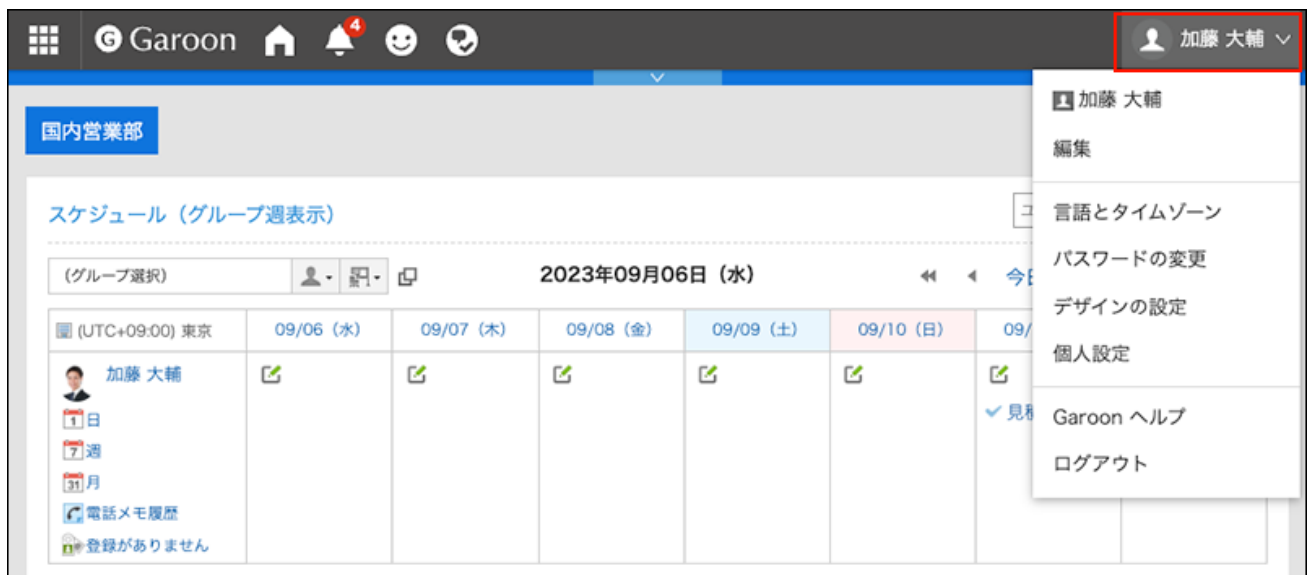 G Garoon
4
加藤 大輔
加藤 大輔
編集
言語とタイムゾーン
パスワードの変更
デザインの設定
個人設定
Garoon ヘルプ
ログアウト
国内営業部
スケジュール（グループ週表示）
(グループ選択)
2023年09月06日（水）
今
(UTC+09:00) 東京
09/06（水）
09/07（木）
09/08（金）
09/09（土）
09/10（日）
09/
加藤 大輔
1 日
7 週
31 月
電話メモ履歴
登録がありません
見